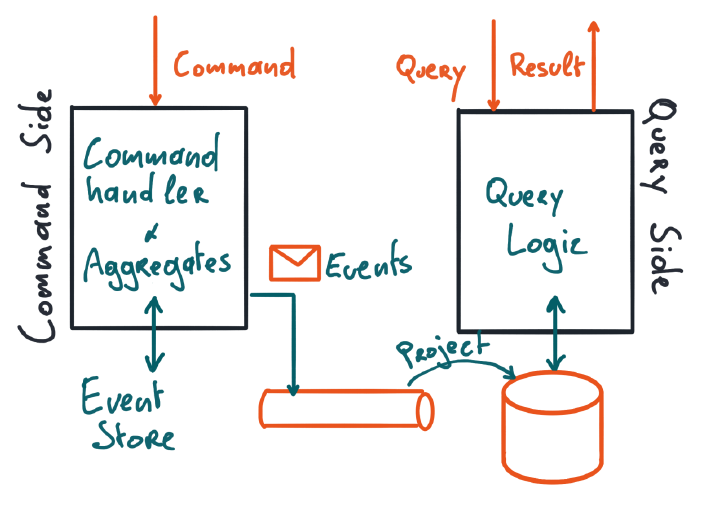 Command
Query
Result
Command Side
Command
handler
&
Aggregates
Events
Query
Logic
Query Side
Project
Event
Store